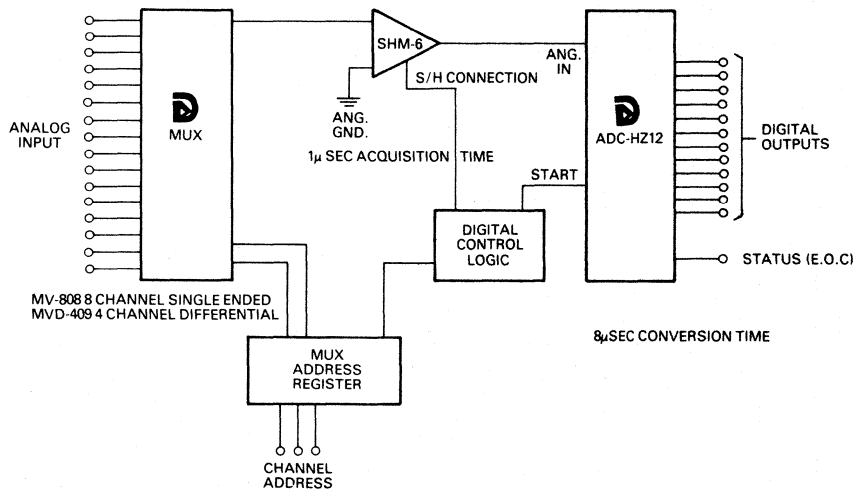 ANALOG
INPUT
MUX
SHM-6
S/H CONNECTION
ANG.
GND.
1μ SEC ACQUISITION TIME
ANG.
IN
ADC-HZ12
START
DIGITAL
OUTPUTS
DIGITAL
CONTROL
LOGIC
STATUS (E.O.C)
MV-808 8 CHANNEL SINGLE ENDED
MVD-409 4 CHANNEL DIFFERENTIAL
8μSEC CONVERSION TIME
MUX
ADDRESS
REGISTER
CHANNEL
ADDRESS